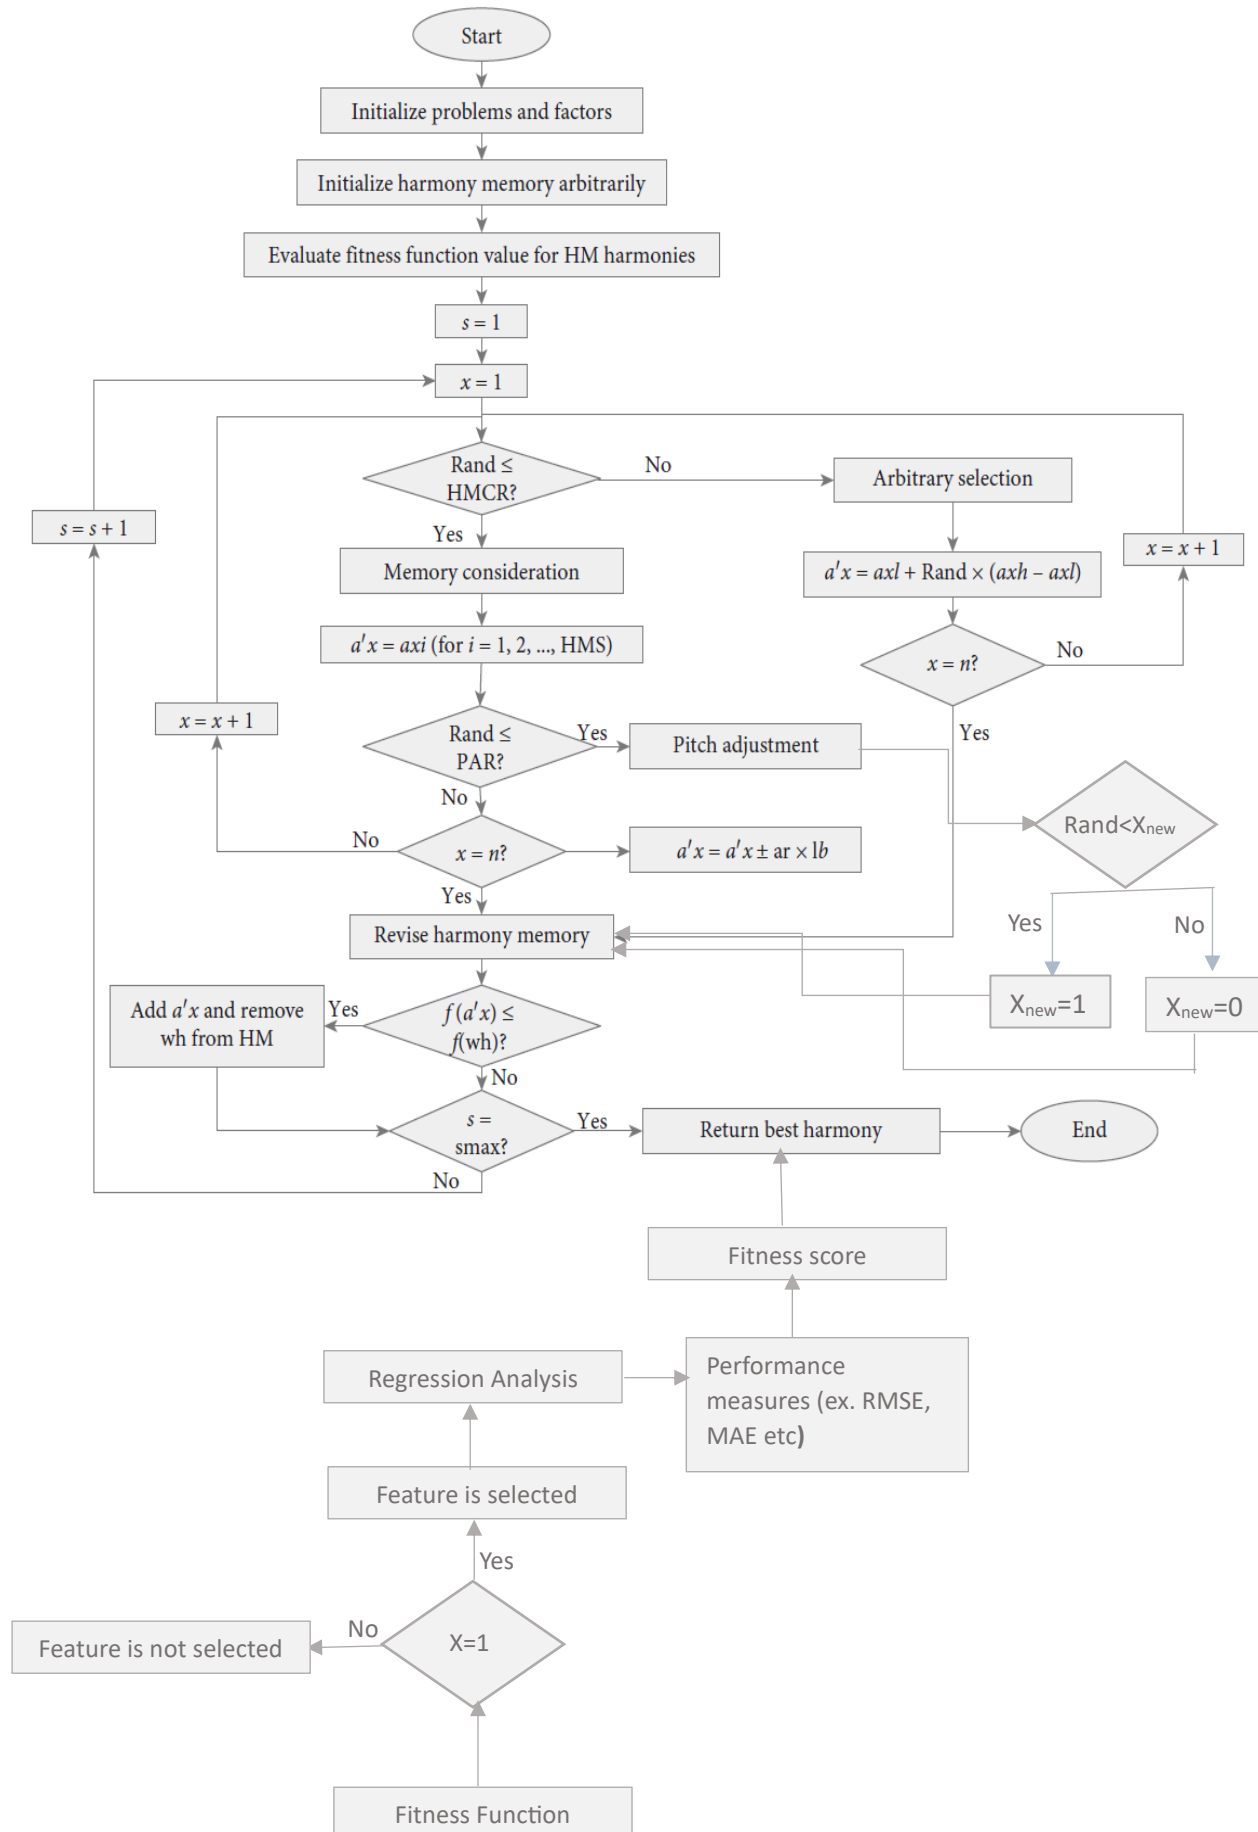 Start
Initialize problems and factors
Initialize harmony memory arbitrarily
Evaluate fitness function value for HM harmonies
s = 1
x = 1
Rand ≤
HMCR?
No
Arbitrary selection
s = s + 1
Yes
x = x + 1
Memory consideration
a′x = axl + Rand × (axh – axl)
a′x = axi (for i = 1, 2, ..., HMS)
x = n?
No
x = x + 1
Rand ≤
PAR?
Yes
Pitch adjustment
Yes
No
Rand<Xnew
No
x = n?
a′x = a′x ± ar × lb
Yes
Revise harmony memory
Yes
No
Add a′x and remove
wh from HM
Yes
f (a′x) ≤
f(wh)?
Xnew=1
Xnew=0
No
s =
smax?
Yes
Return best harmony
End
No
Fitness score
Regression Analysis
Performance
measures (ex. RMSE,
MAE etc)
Feature is selected
Yes
No
X=1
Feature is not selected
Fitness Function